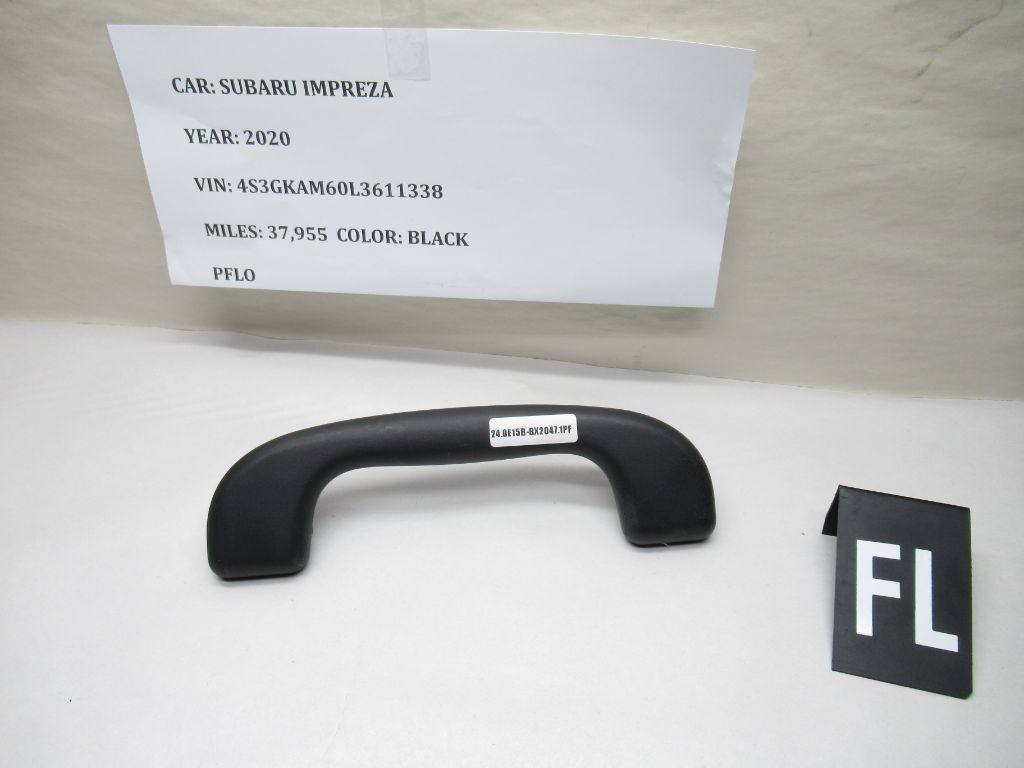 CAR: SUBARU IMPREZA
YEAR: 2020
VIN: 4S3GKAM60L3611338
MILES: 37,955 COLOR: BLACK
PFLO
24.0E15B-BX2047.1PF
FL